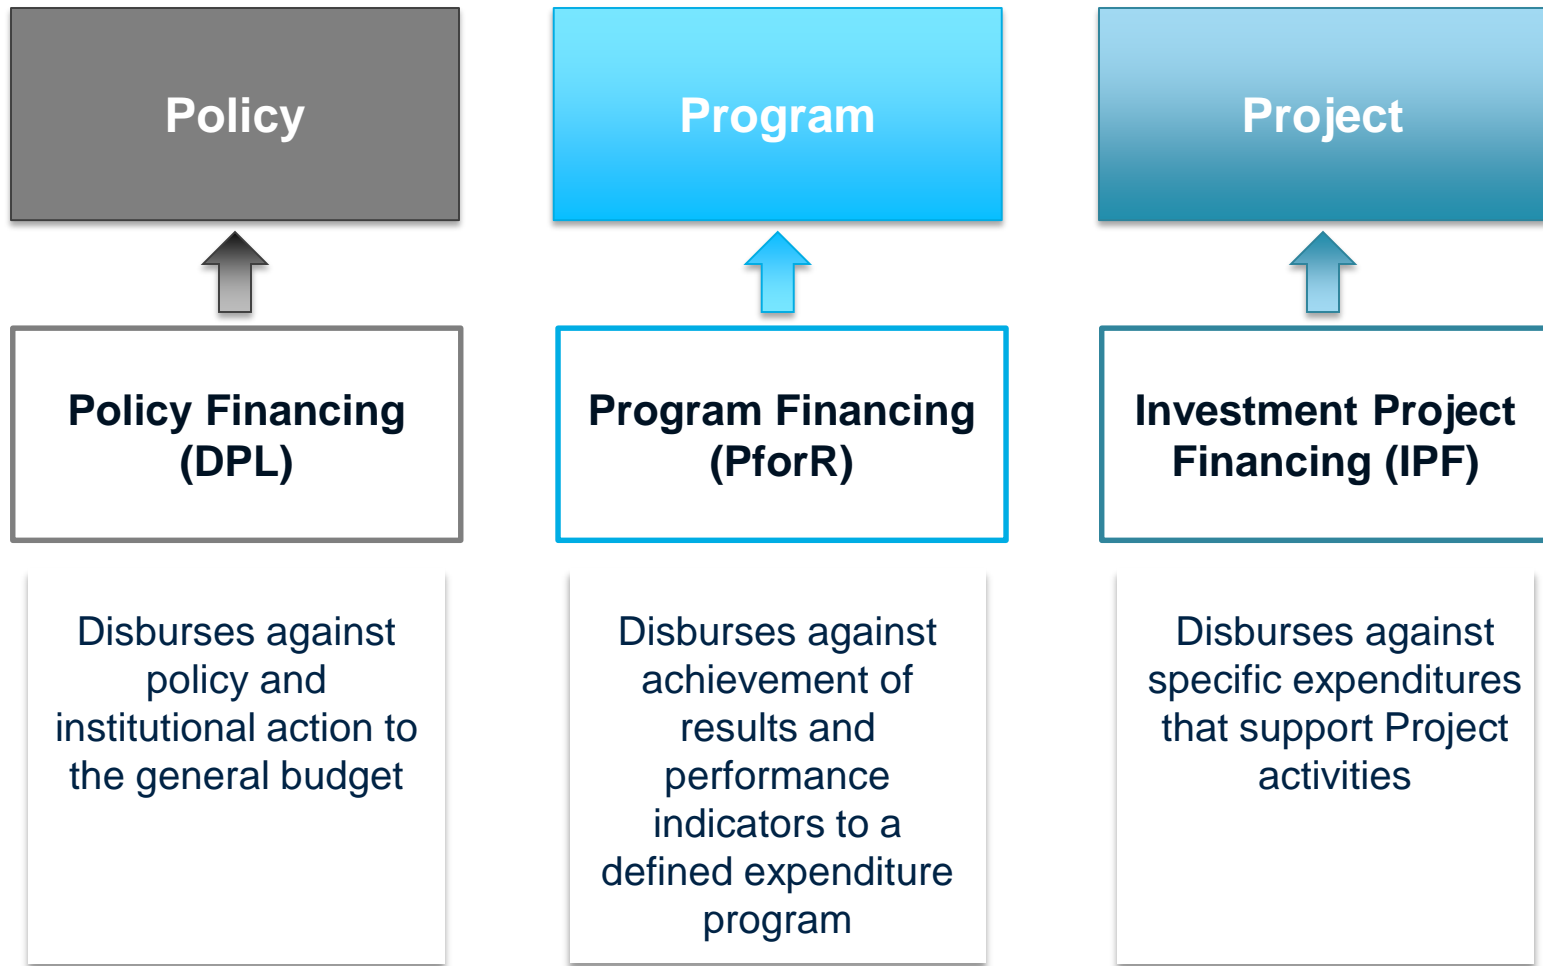 Policy
Program
Project
Policy Financing
(DPL)
Program Financing
(PforR)
Investment Project
Financing (IPF)
Disburses against
policy and
institutional action to
the general budget
Disburses against
achievement of
results and
performance
indicators to a
defined expenditure
program
Disburses against
specific expenditures
that support Project
activities